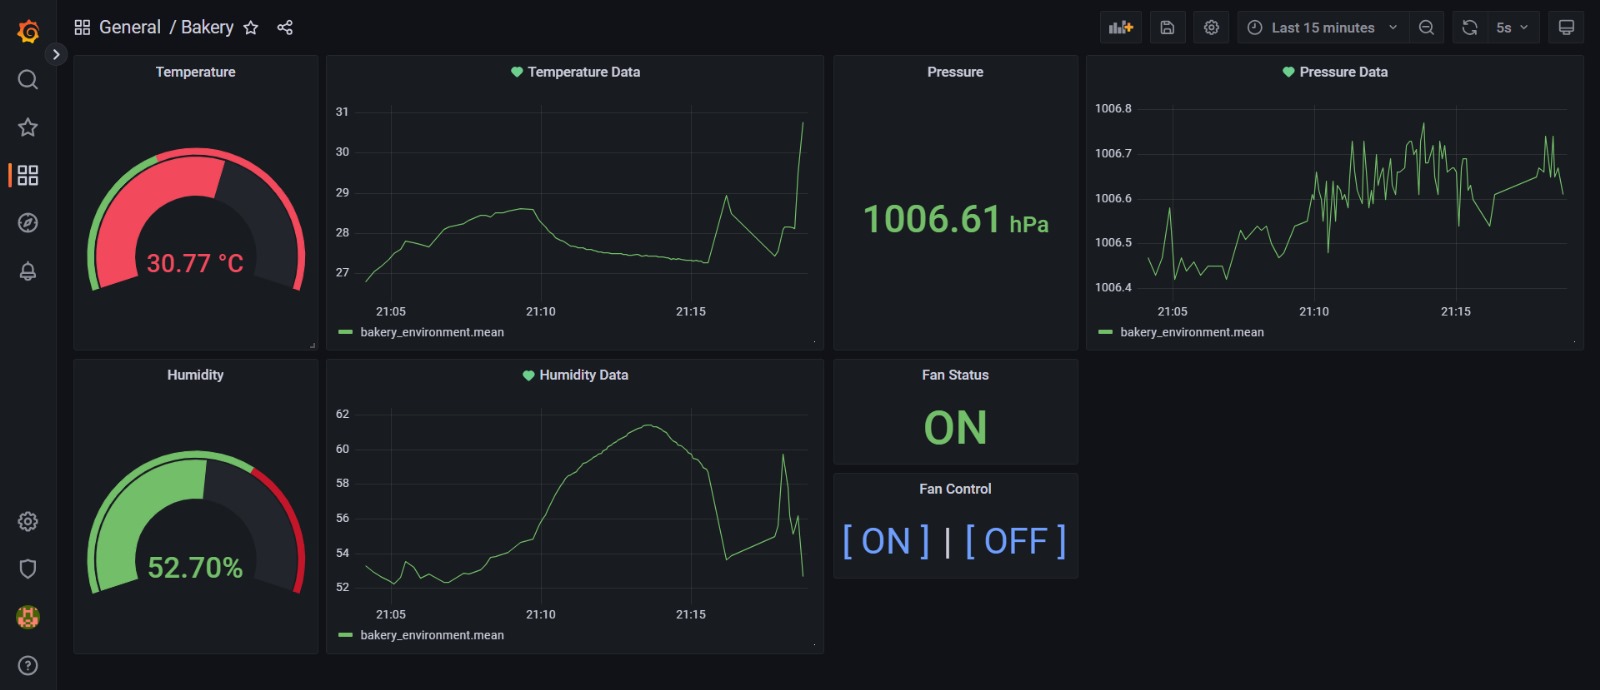 General / Bakery
Last 15 minutes
5s
Temperature
30.77 °C
Temperature Data
31
30
29
28
27
21:05 21:10 21:15
bakery_environment.mean
Pressure
1006.61 hPa
Pressure Data
1006.8
1006.7
1006.6
1006.5
1006.4
21:05 21:10 21:15
bakery_environment.mean
Humidity
52.70%
Humidity Data
62
60
58
56
54
52
21:05 21:10 21:15
bakery_environment.mean
Fan Status
ON
Fan Control
[ ON ] | [ OFF ]